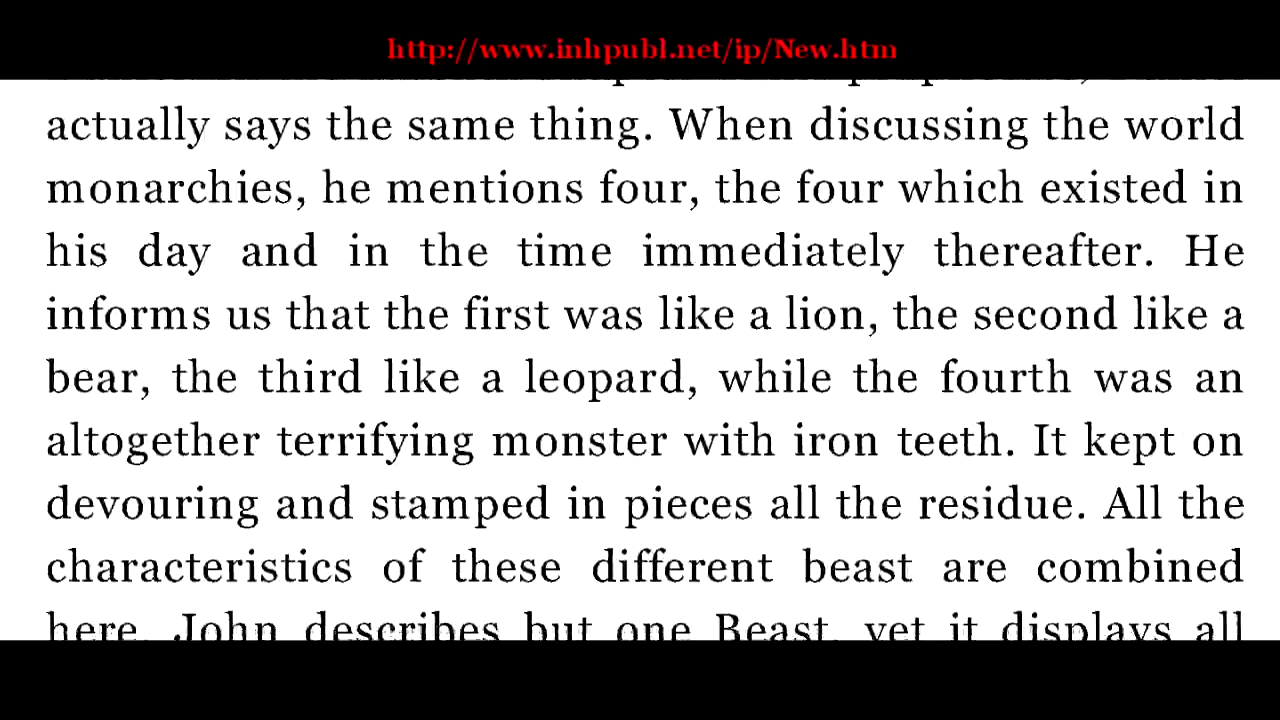 http://www.inhpubl.net/ip/New.htm
actually says the same thing. When discussing the world
monarchies, he mentions four, the four which existed in
his day and in the time immediately thereafter. He
informs us that the first was like a lion, the second like a
bear, the third like a leopard, while the fourth was an
altogether terrifying monster with iron teeth. It kept on
devouring and stamped in pieces all the residue. All the
characteristics of these different beast are combined
here. John describes but one Beast, yet it displays all